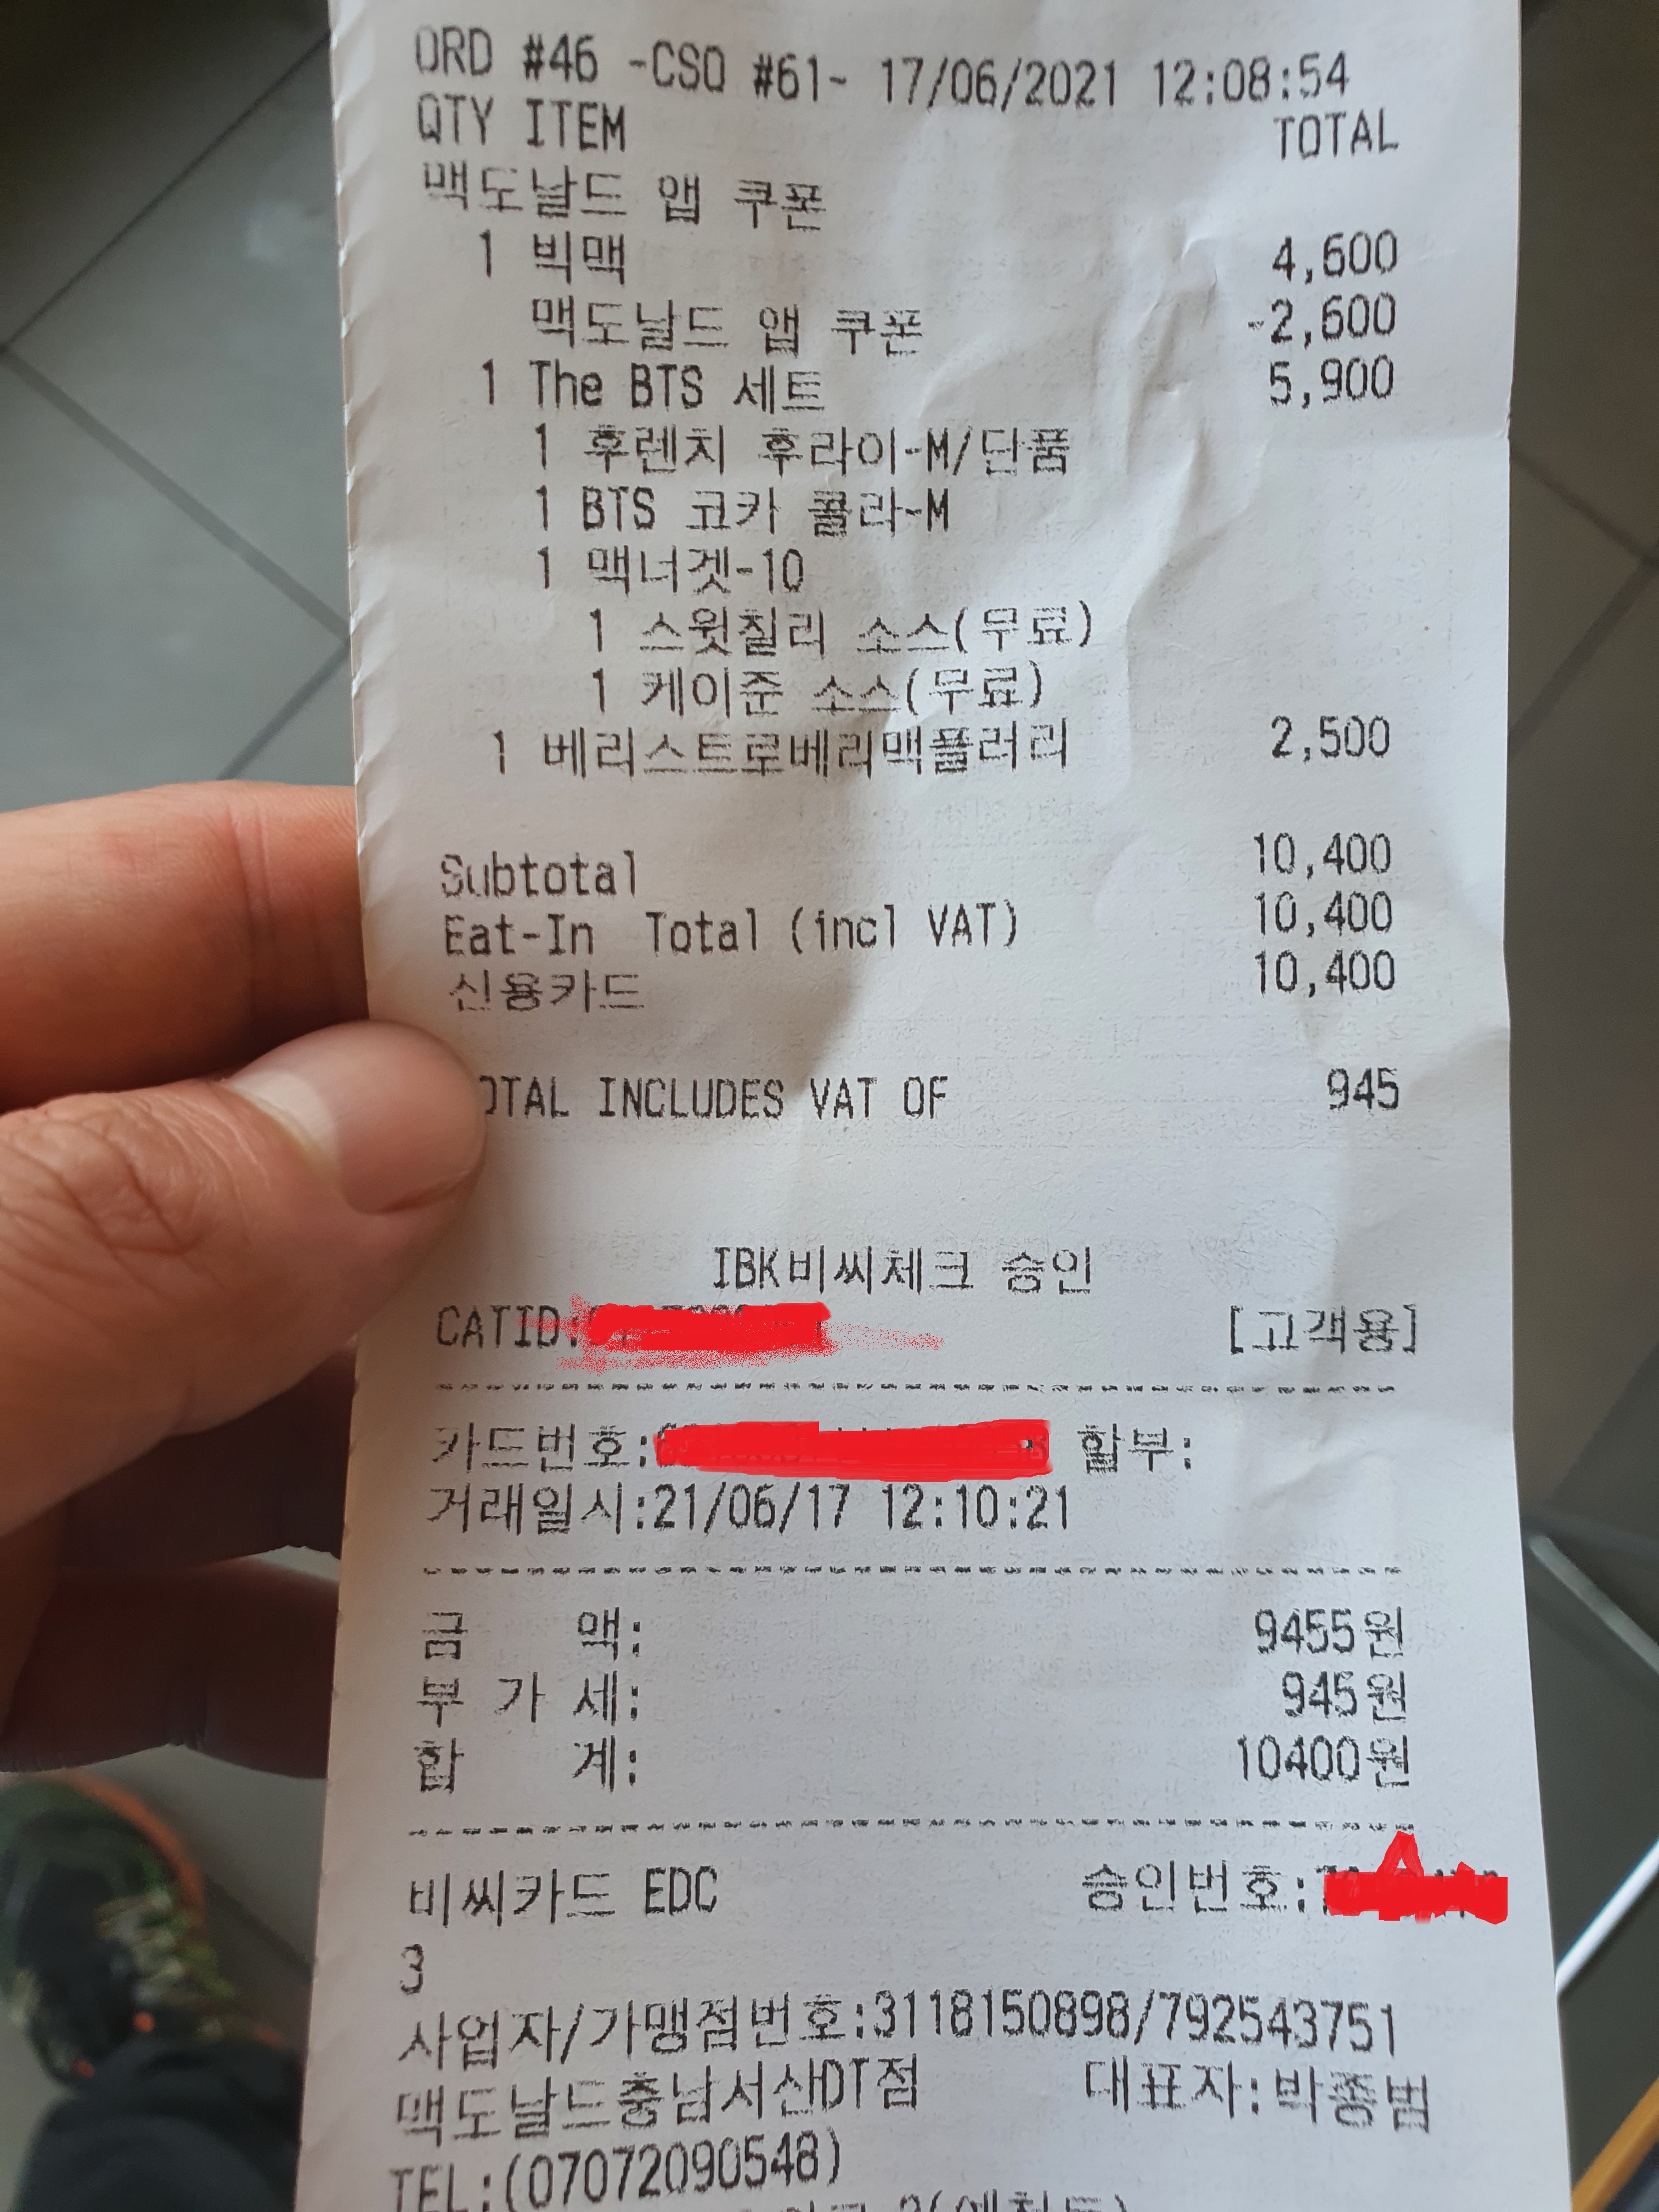 ORD #46 -CSO #61- 17/06/2021 12:08:54
QTY ITEM TOTAL
맥도날드 앱 쿠폰
1 빅맥 4,600
맥도날드 앱 쿠폰 -2,600
1 The BTS 세트 5,900
1 후렌치 후라이-M/단품
1 BTS 코카 콜라-M
1 맥너겟-10
1 스윗칠리 소스(무료)
1 케이준 소스(무료)
1 베리스트로베리맥플러리 2,500
Subtotal 10,400
Eat-In Total (incl VAT) 10,400
신용카드 10,400
OTAL INCLUDES VAT OF 945
IBK비씨체크 승인
CATID: [고객용]
카드번호: 할부:
거래일시:21/06/17 12:10:21
금 액: 9455원
부 가 세: 945원
합 계: 10400원
비씨카드 EDC 승인번호:
3
사업자/가맹점번호:3118150898/792543751
맥도날드충남서산DT점 대표자:박종범
TEL:(07072090548)